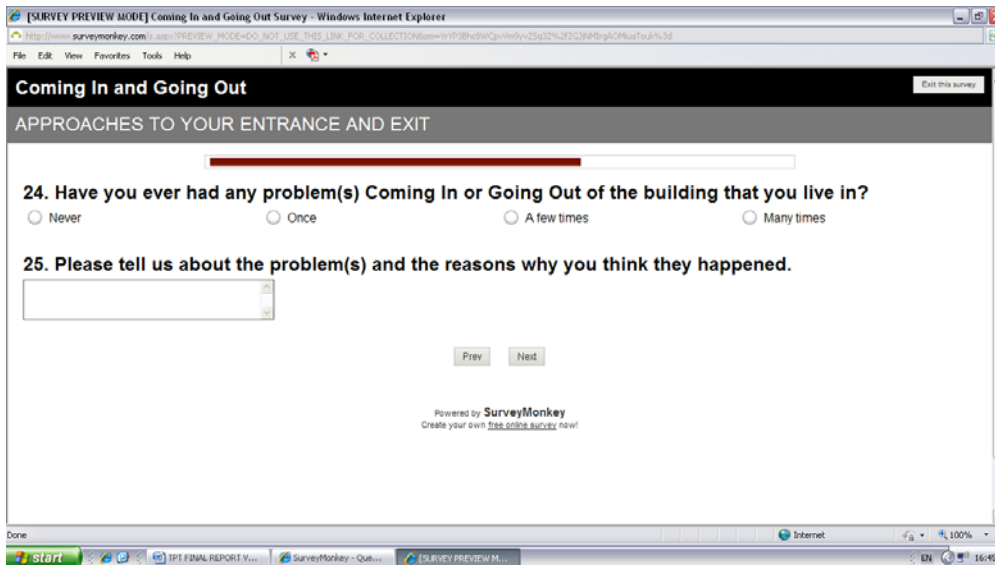 [SURVEY PREVIEW MODE] Coming In and Going Out Survey - Windows Internet Explorer
File Edit View Favorites Tools Help
Coming In and Going Out
Exit this survey
APPROACHES TO YOUR ENTRANCE AND EXIT
24. Have you ever had any problem(s) Coming In or Going Out of the building that you live in?
Never Once A few times Many times
25. Please tell us about the problem(s) and the reasons why you think they happened.
Prev Next
Powered by SurveyMonkey
Create your own free online survey now!
Done Internet 100%
start TPT FINAL REPORT V... SurveyMonkey - Que... [SURVEY PREVIEW M... EN 16:49